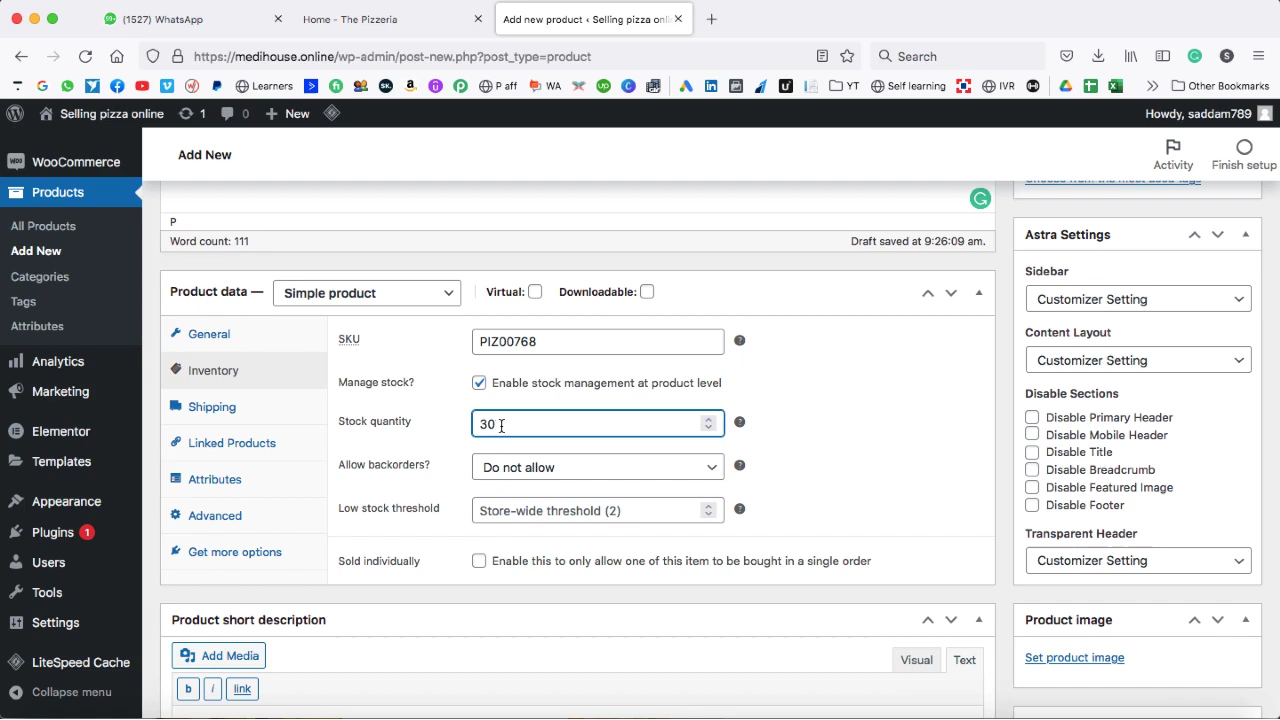 (1527) WhatsApp
Home - The Pizzeria
Add new product ‹ Selling pizza onli
https://medihouse.online/wp-admin/post-new.php?post_type=product
Search
Learners
P aff
WA
YT
Self learning
IVR
Other Bookmarks
Selling pizza online
1
0
New
Howdy, saddam789
WooCommerce
Products
All Products
Add New
Categories
Tags
Attributes
Analytics
Marketing
Elementor
Templates
Appearance
Plugins 1
Users
Tools
Settings
LiteSpeed Cache
Collapse menu
Add New
Activity
Finish setup
P
Word count: 111
Draft saved at 9:26:09 am.
Product data —
Simple product
Virtual:
Downloadable:
General
Inventory
Shipping
Linked Products
Attributes
Advanced
Get more options
SKU
PIZ00768
Manage stock?
Enable stock management at product level
Stock quantity
30
Allow backorders?
Do not allow
Low stock threshold
Store-wide threshold (2)
Sold individually
Enable this to only allow one of this item to be bought in a single order
Product short description
Add Media
Visual
Text
b
i
link
Astra Settings
Sidebar
Customizer Setting
Content Layout
Customizer Setting
Disable Sections
Disable Primary Header
Disable Mobile Header
Disable Title
Disable Breadcrumb
Disable Featured Image
Disable Footer
Transparent Header
Customizer Setting
Product image
Set product image